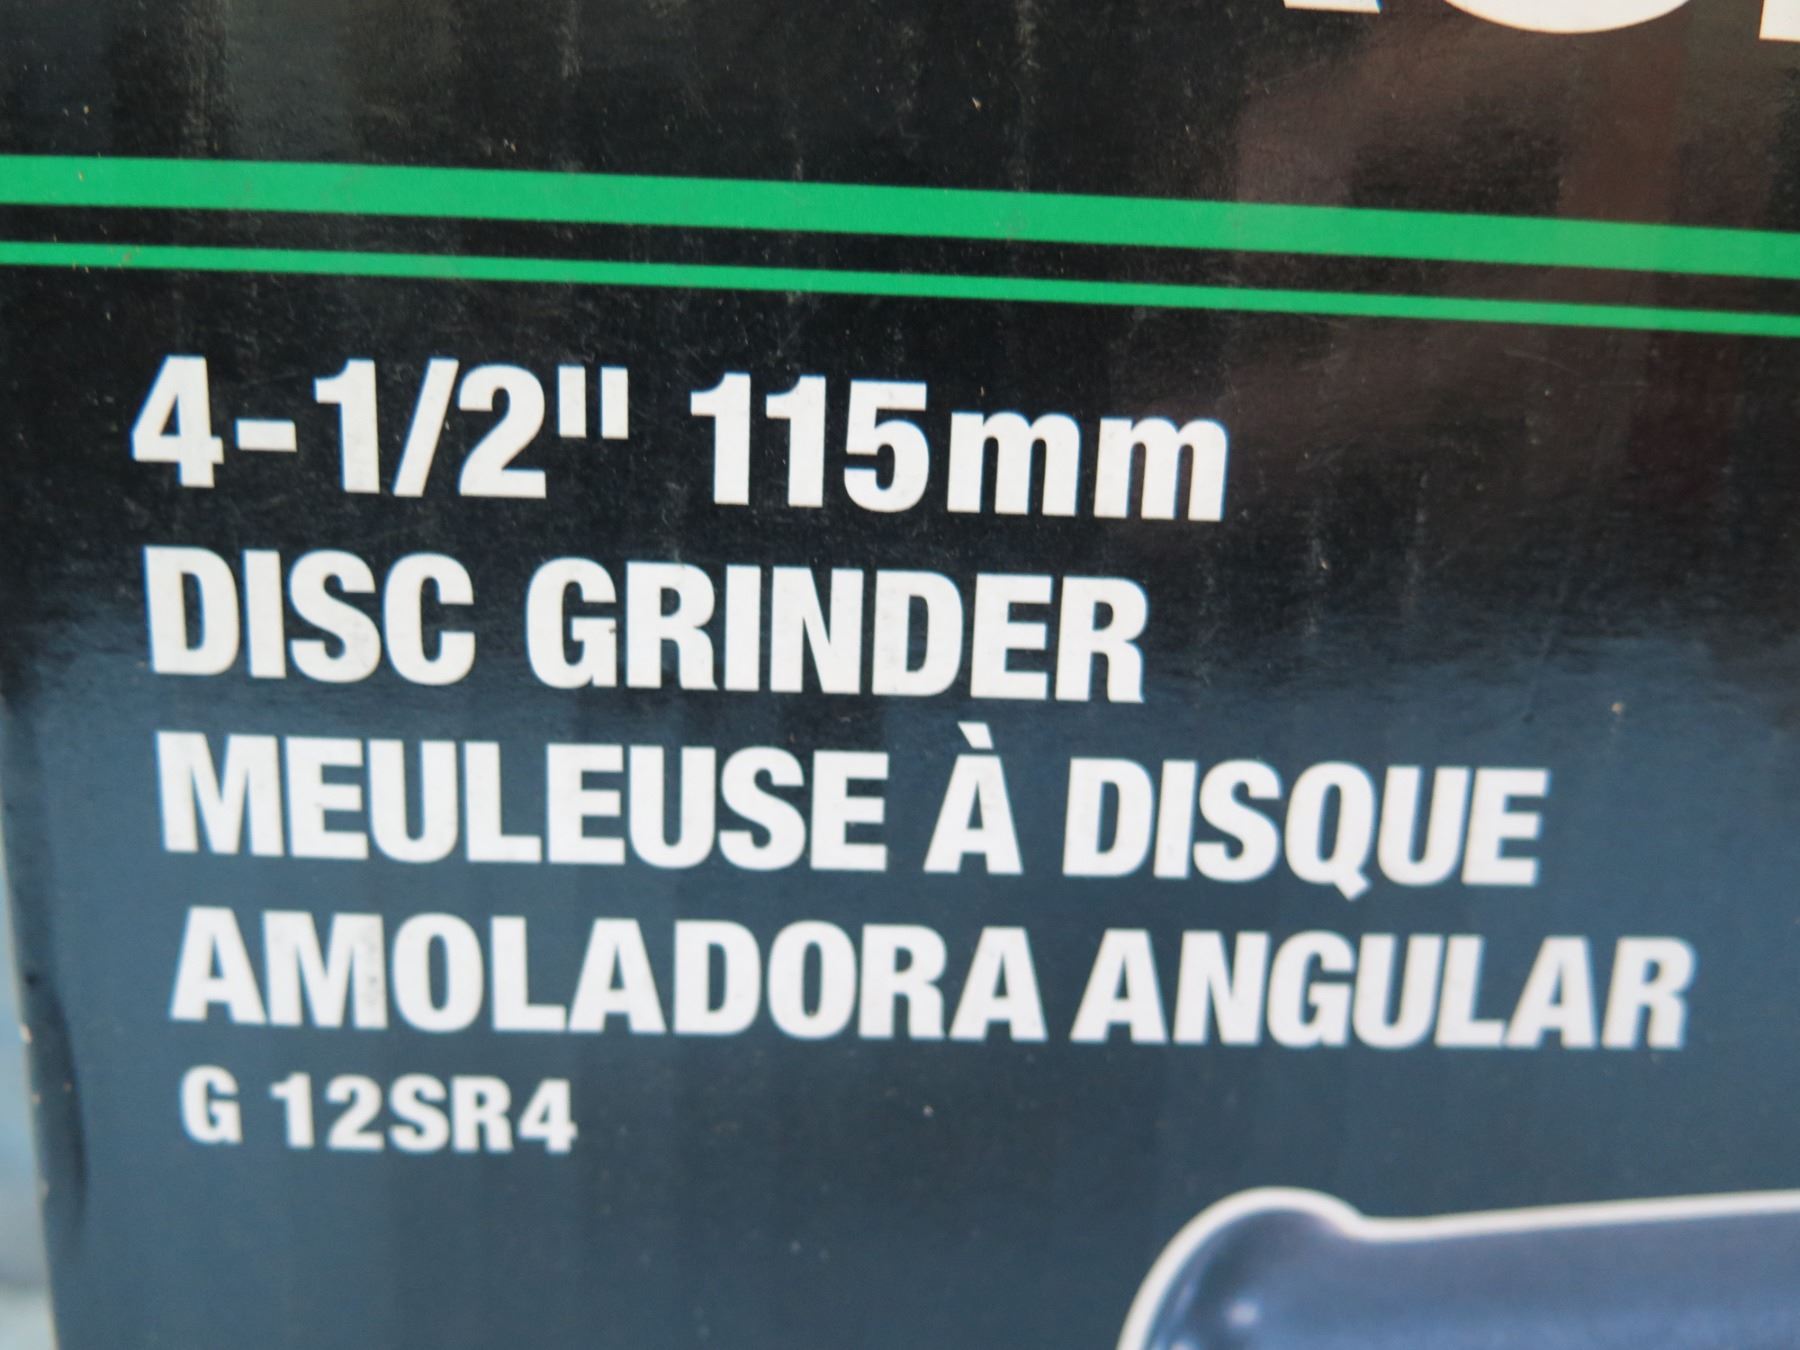 4-1/2" 115mm
DISC GRINDER
MEULEUSE À DISQUE
AMOLADORA ANGULAR
G 12SR4